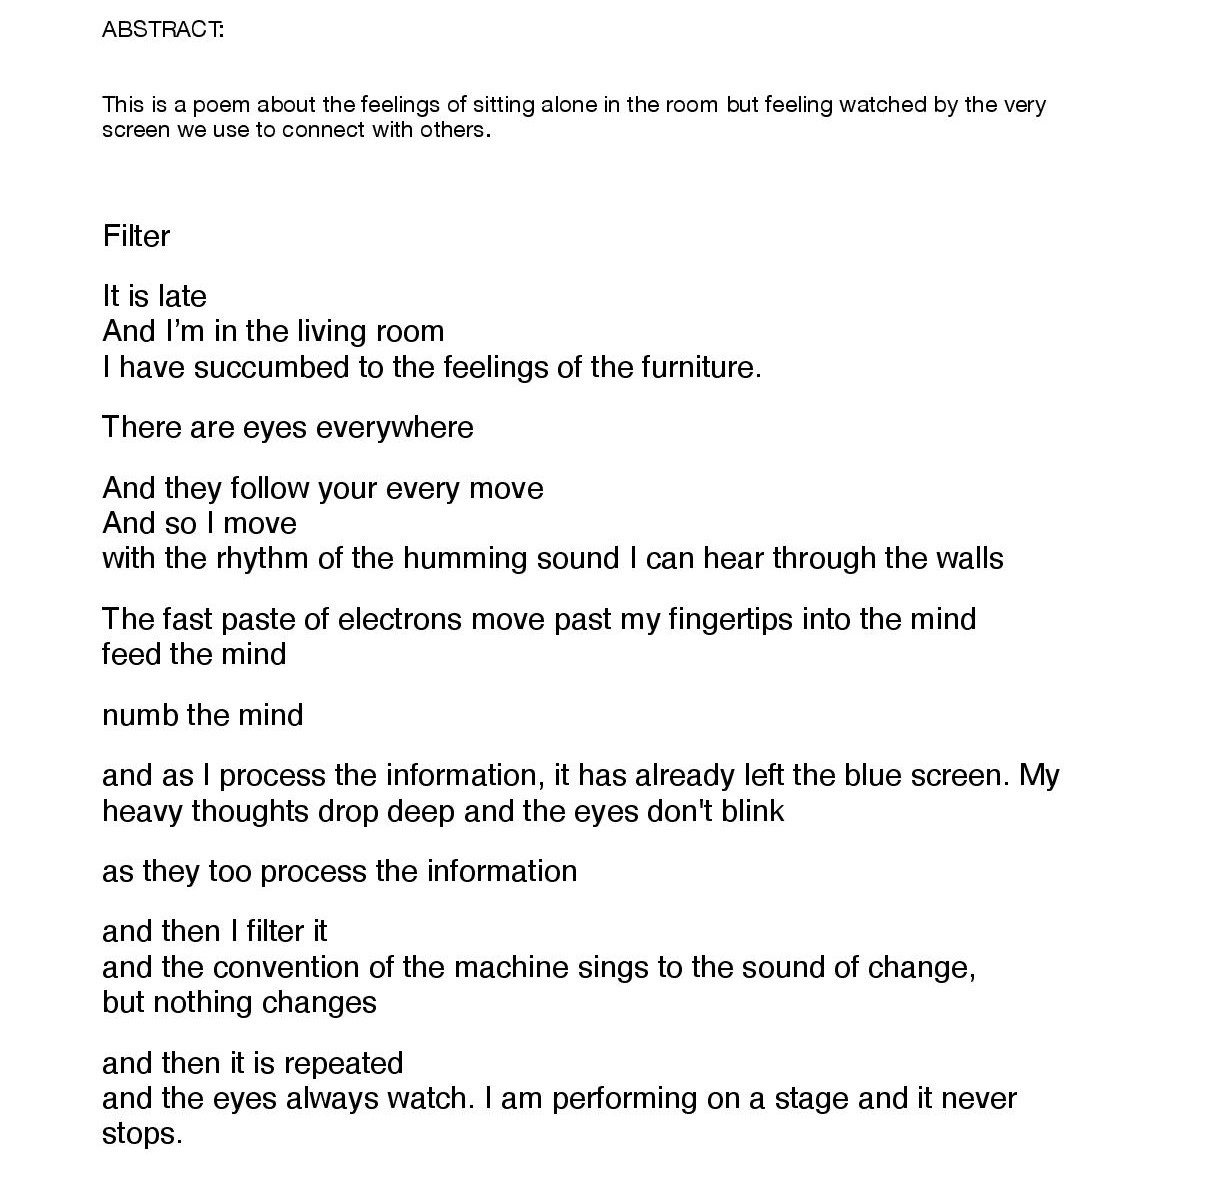 ABSTRACT:
This is a poem about the feelings of sitting alone in the room but feeling watched by the very
screen we use to connect with others.
Filter
It is late
And I’m in the living room
I have succumbed to the feelings of the furniture.
There are eyes everywhere
And they follow your every move
And so I move
with the rhythm of the humming sound I can hear through the walls
The fast paste of electrons move past my fingertips into the mind
feed the mind
numb the mind
and as I process the information, it has already left the blue screen. My
heavy thoughts drop deep and the eyes don't blink
as they too process the information
and then I filter it
and the convention of the machine sings to the sound of change,
but nothing changes
and then it is repeated
and the eyes always watch. I am performing on a stage and it never
stops.